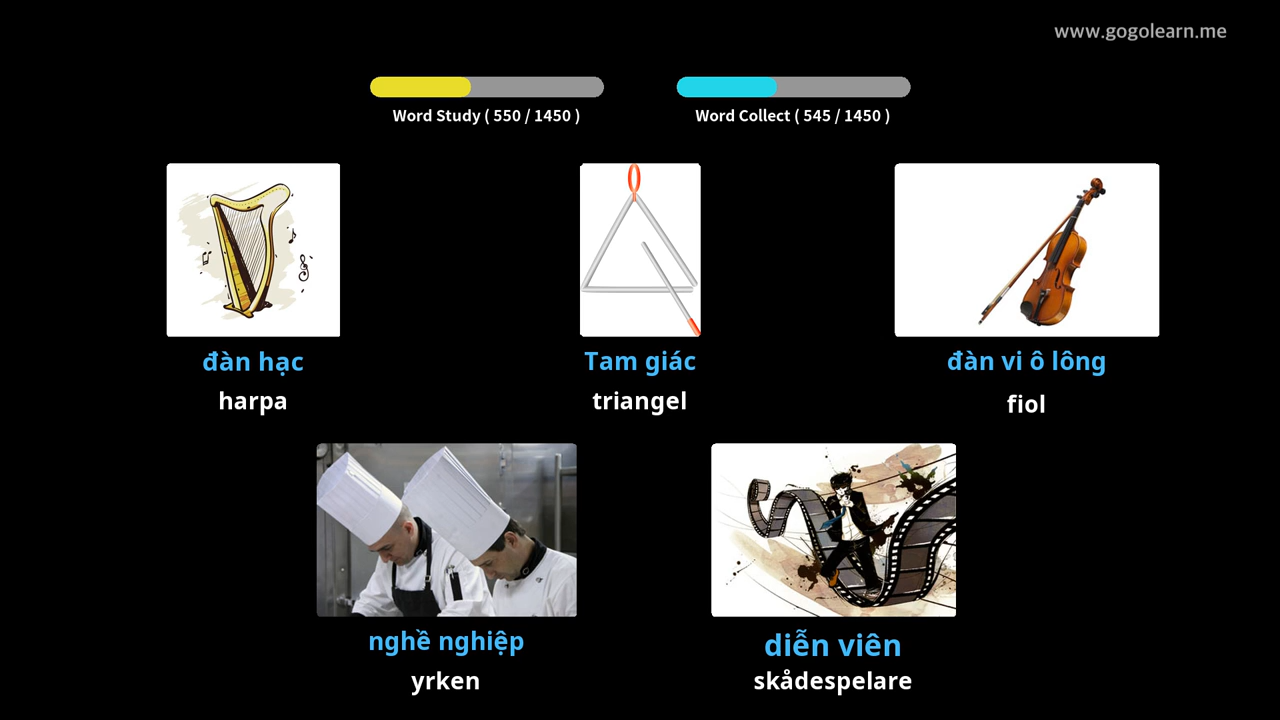 www.gogolearn.me
Word Study ( 550 / 1450 )
Word Collect ( 545 / 1450 )
đàn hạc
harpa
Tam giác
triangel
đàn vi ô lông
fiol
nghề nghiệp
yrken
diễn viên
skådespelare